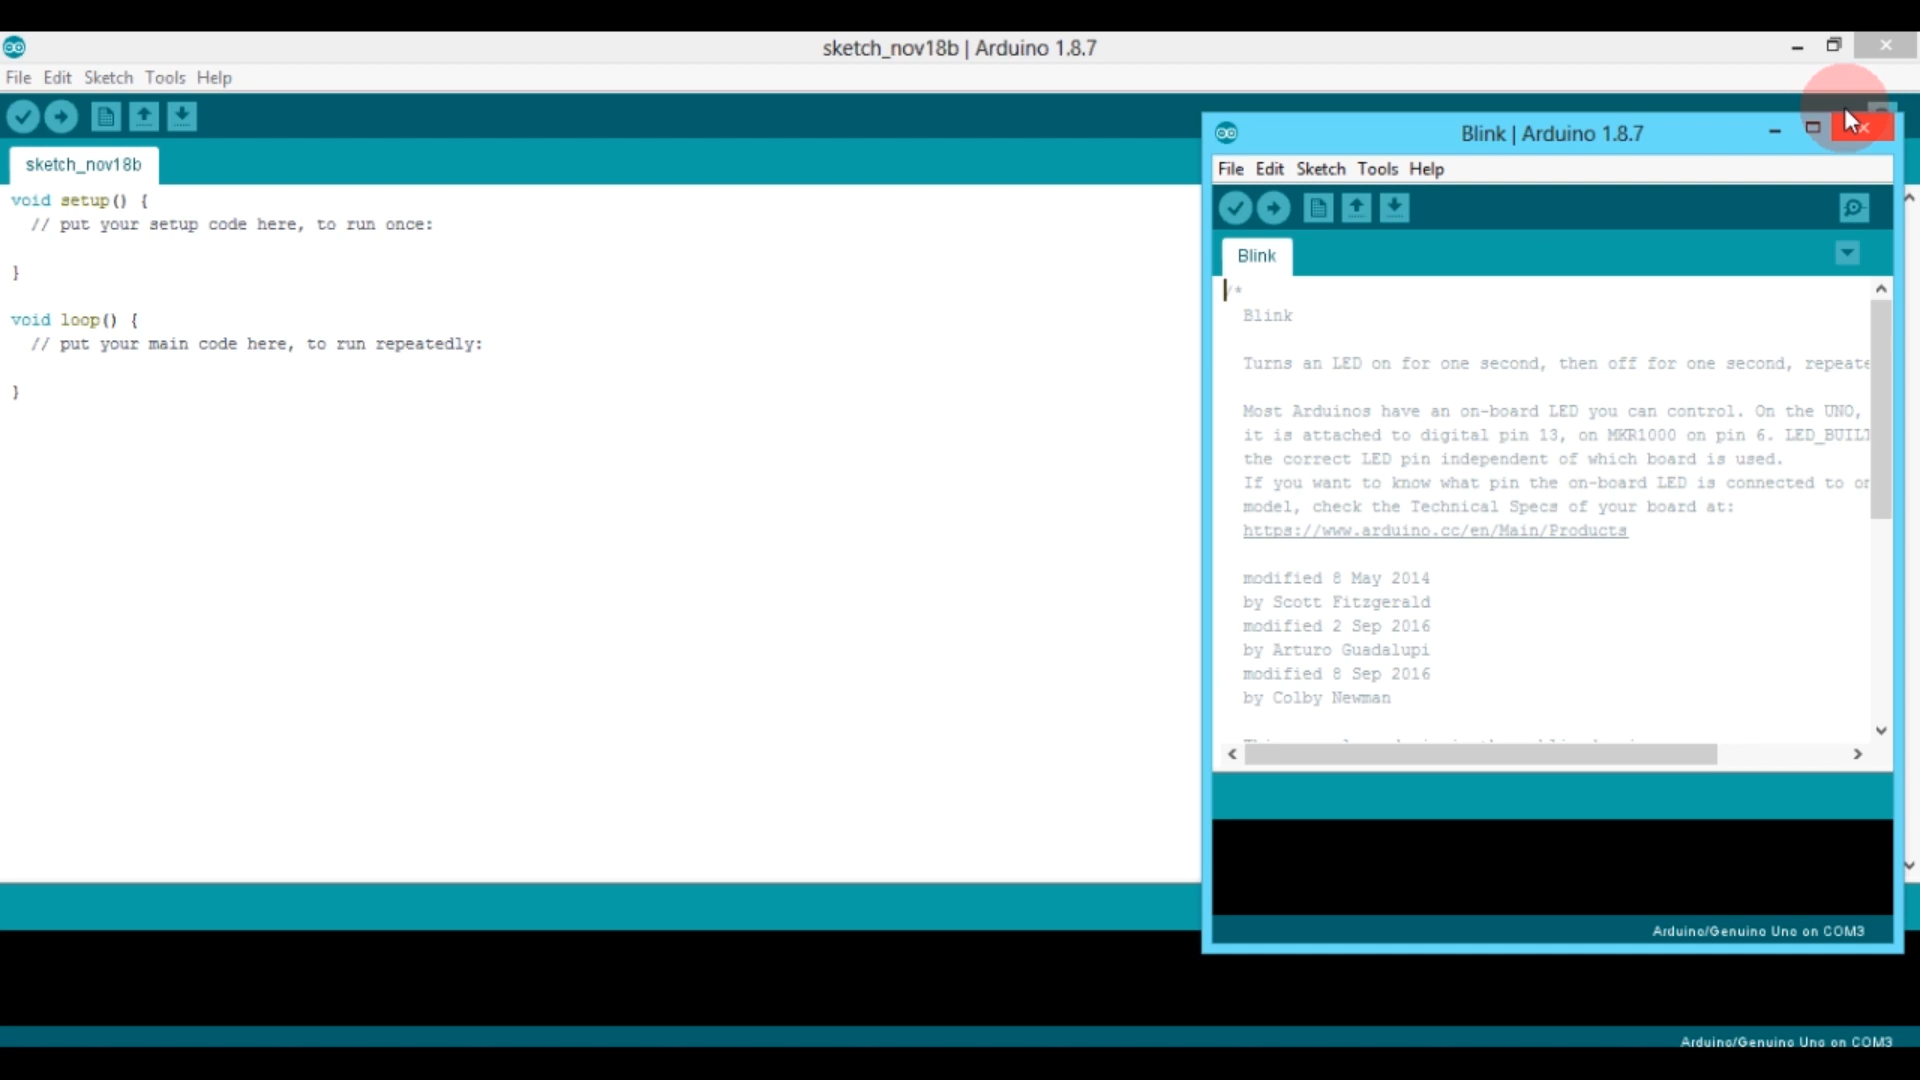 sketch_nov18b | Arduino 1.8.7
File Edit Sketch Tools Help
sketch_nov18b
void setup() {
// put your setup code here, to run once:
}
void loop() {
// put your main code here, to run repeatedly:
}
Blink | Arduino 1.8.7
File Edit Sketch Tools Help
Blink
/*
Blink
Turns an LED on for one second, then off for one second, repeate
Most Arduinos have an on-board LED you can control. On the UNO,
it is attached to digital pin 13, on MKR1000 on pin 6. LED_BUIL
the correct LED pin independent of which board is used.
If you want to know what pin the on-board LED is connected to on
model, check the Technical Specs of your board at:
https://www.arduino.cc/en/Main/Products
modified 8 May 2014
by Scott Fitzgerald
modified 2 Sep 2016
by Arturo Guadalupi
modified 8 Sep 2016
by Colby Newman
Arduino/Genuino Uno on COM3
Arduino/Genuino Uno on COM3